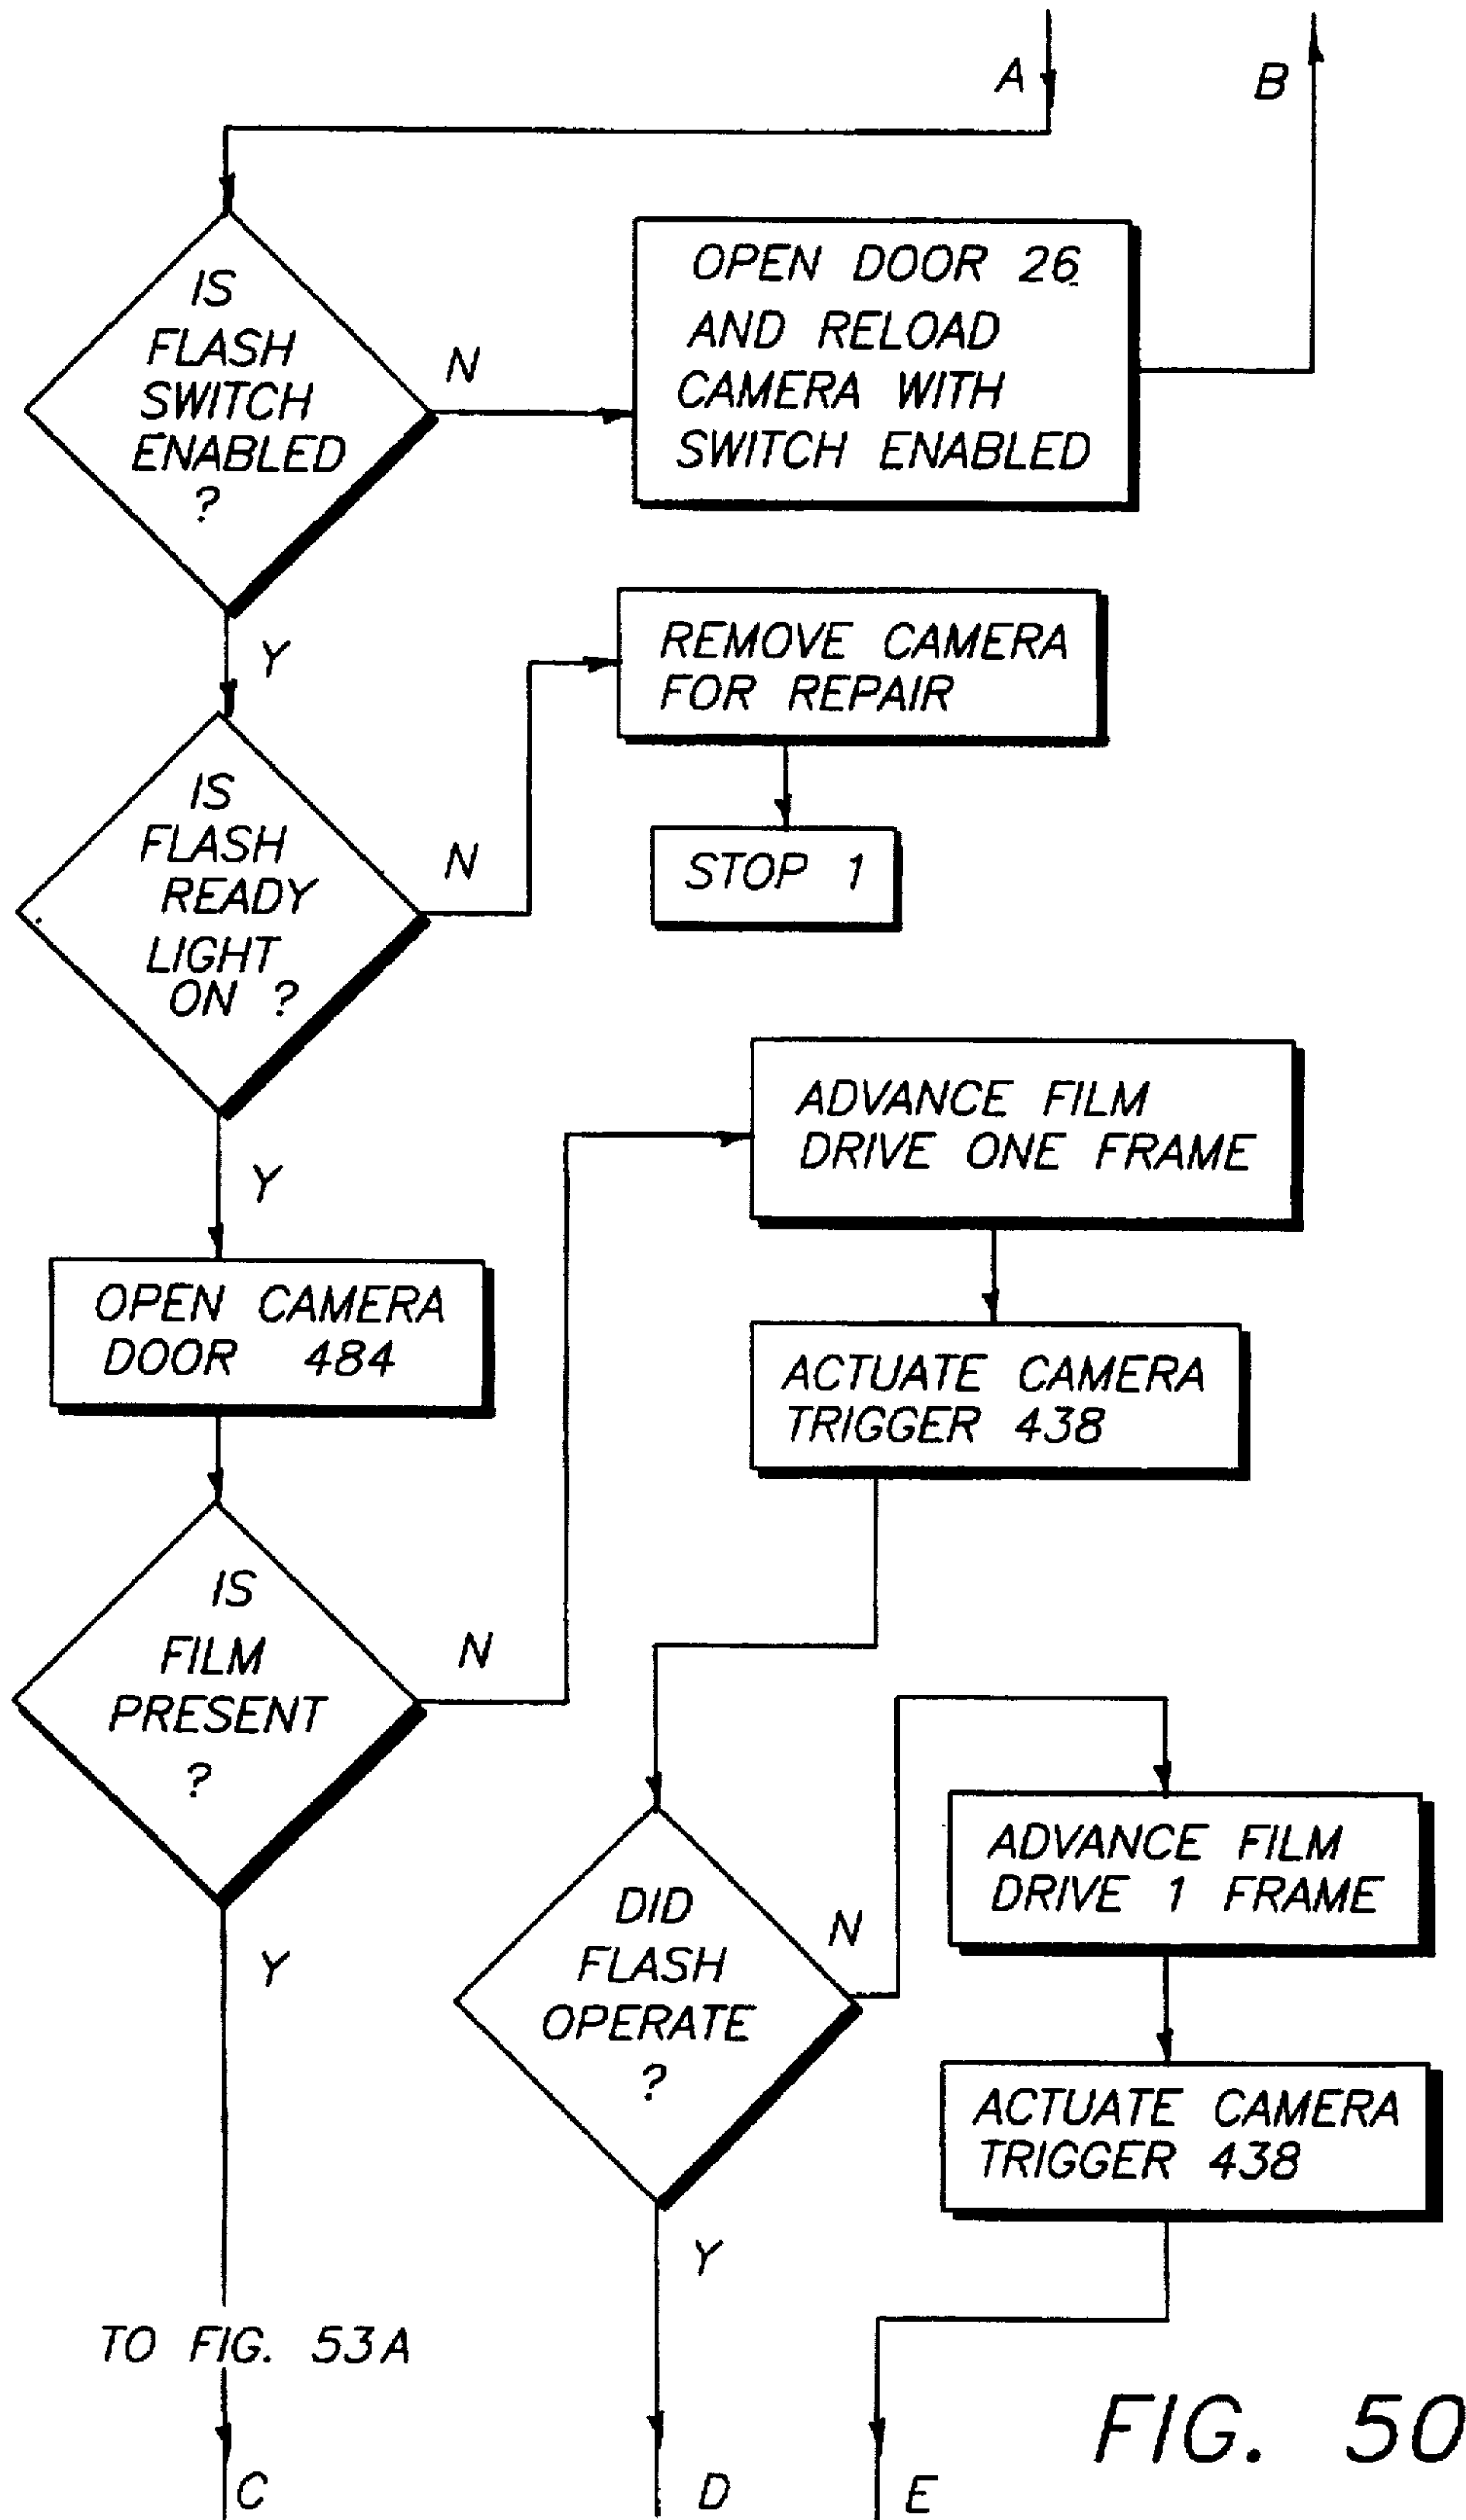 A
B
IS
FLASH
SWITCH
ENABLED
?
N
OPEN DOOR 26
AND RELOAD
CAMERA WITH
SWITCH ENABLED
Y
REMOVE CAMERA
FOR REPAIR
IS
FLASH
READY
LIGHT
ON ?
N
STOP 1
Y
ADVANCE FILM
DRIVE ONE FRAME
OPEN CAMERA
DOOR 484
ACTUATE CAMERA
TRIGGER 438
IS
FILM
PRESENT
?
N
Y
DID
FLASH
OPERATE
?
N
ADVANCE FILM
DRIVE 1 FRAME
ACTUATE CAMERA
TRIGGER 438
Y
TO FIG. 53A
C
D
E
FIG. 50